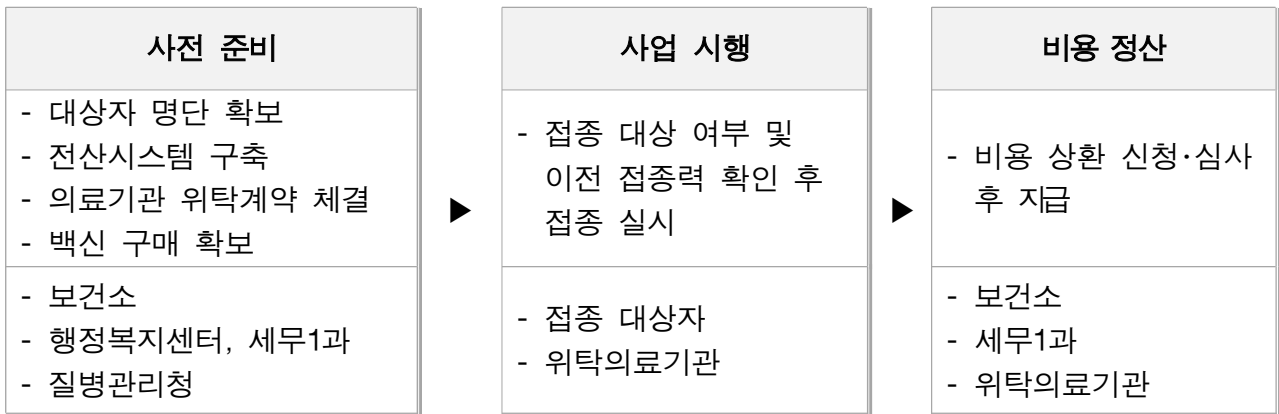 사전 준비
- 대상자 명단 확보
- 전산시스템 구축
- 의료기관 위탁계약 체결
- 백신 구매 확보
- 보건소
- 행정복지센터, 세무1과
- 질병관리청
▶
사업 시행
- 접종 대상 여부 및
이전 접종력 확인 후
접종 실시
- 접종 대상자
- 위탁의료기관
▶
비용 정산
- 비용 상환 신청·심사
후 지급
- 보건소
- 세무1과
- 위탁의료기관